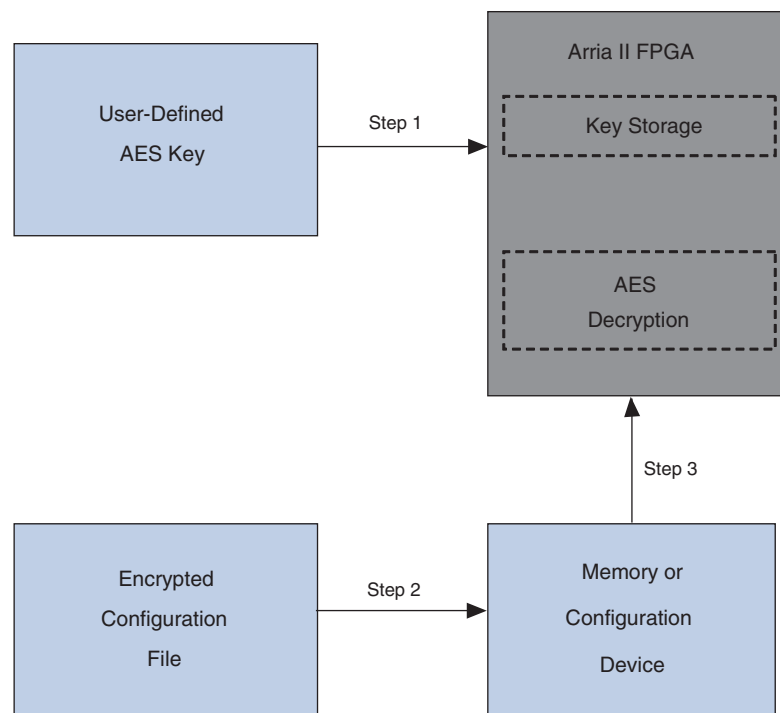 User-Defined
AES Key
Step 1
Arria II FPGA
Key Storage
AES
Decryption
Step 3
Encrypted
Configuration
File
Step 2
Memory or
Configuration
Device